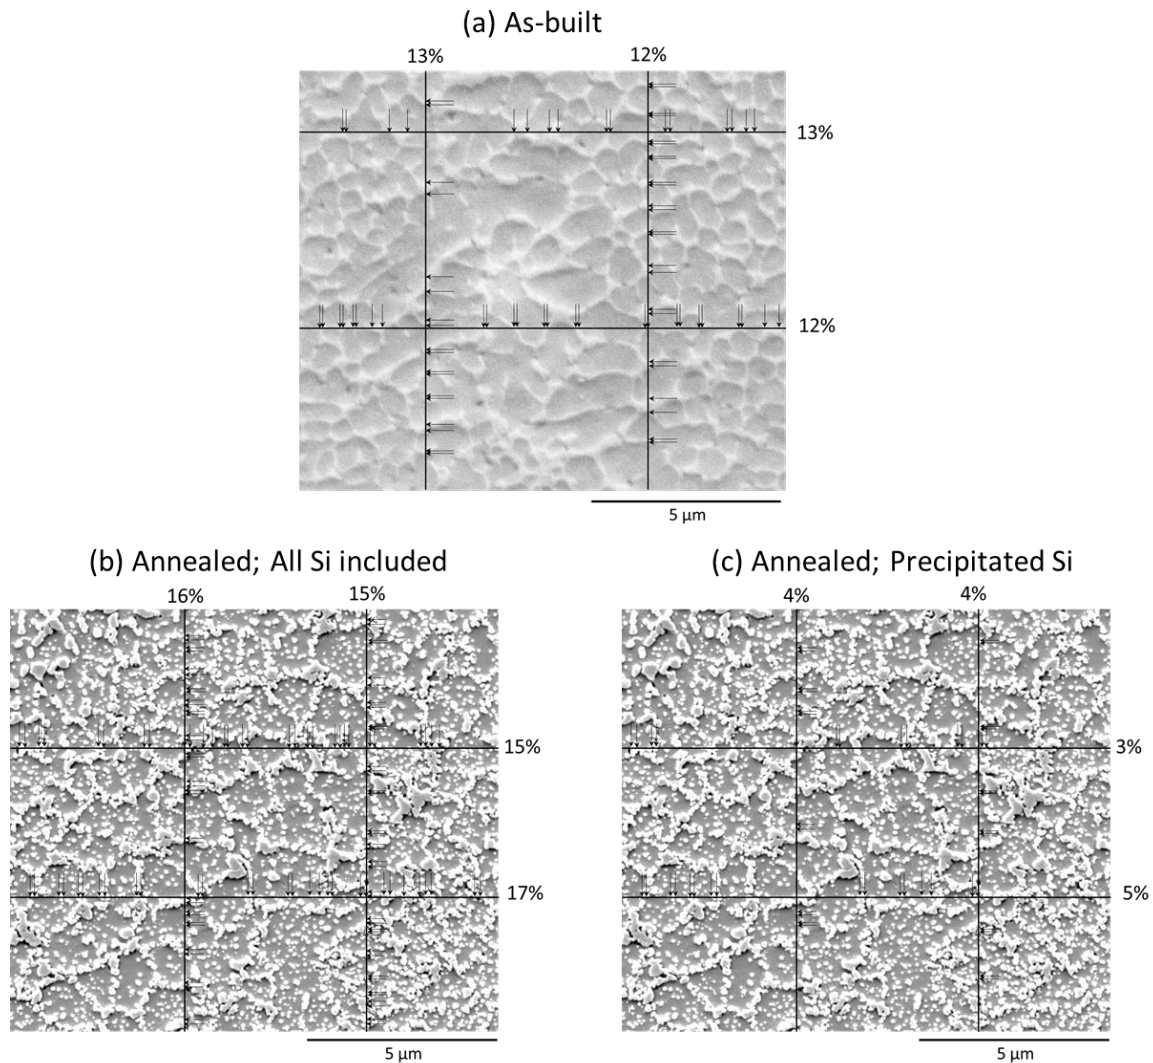 (a) As-built
13% 12%
13%
12%
5 µm
(b) Annealed; All Si included
16% 15%
15%
17%
5 µm
(c) Annealed; Precipitated Si
4% 4%
3%
5%
5 µm